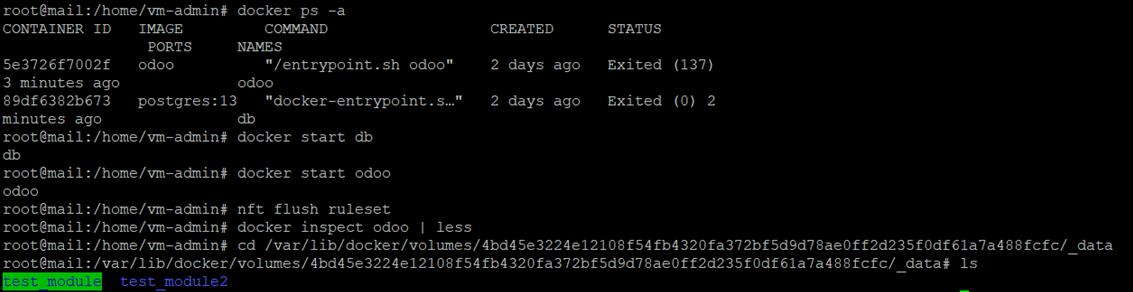 root@mail:/home/vm-admin# docker ps -a
CONTAINER ID   IMAGE         COMMAND                  CREATED      STATUS
                PORTS     NAMES
5e3726f7002f   odoo          "/entrypoint.sh odoo"    2 days ago   Exited (137)
3 minutes ago             odoo
89df6382b673   postgres:13   "docker-entrypoint.s…"   2 days ago   Exited (0) 2
minutes ago               db
root@mail:/home/vm-admin# docker start db
db
root@mail:/home/vm-admin# docker start odoo
odoo
root@mail:/home/vm-admin# nft flush ruleset
root@mail:/home/vm-admin# docker inspect odoo | less
root@mail:/home/vm-admin# cd /var/lib/docker/volumes/4bd45e3224e12108f54fb4320fa372bf5d9d78ae0ff2d235f0df61a7a488fcfc/_data
root@mail:/var/lib/docker/volumes/4bd45e3224e12108f54fb4320fa372bf5d9d78ae0ff2d235f0df61a7a488fcfc/_data# ls
test_module  test_module2